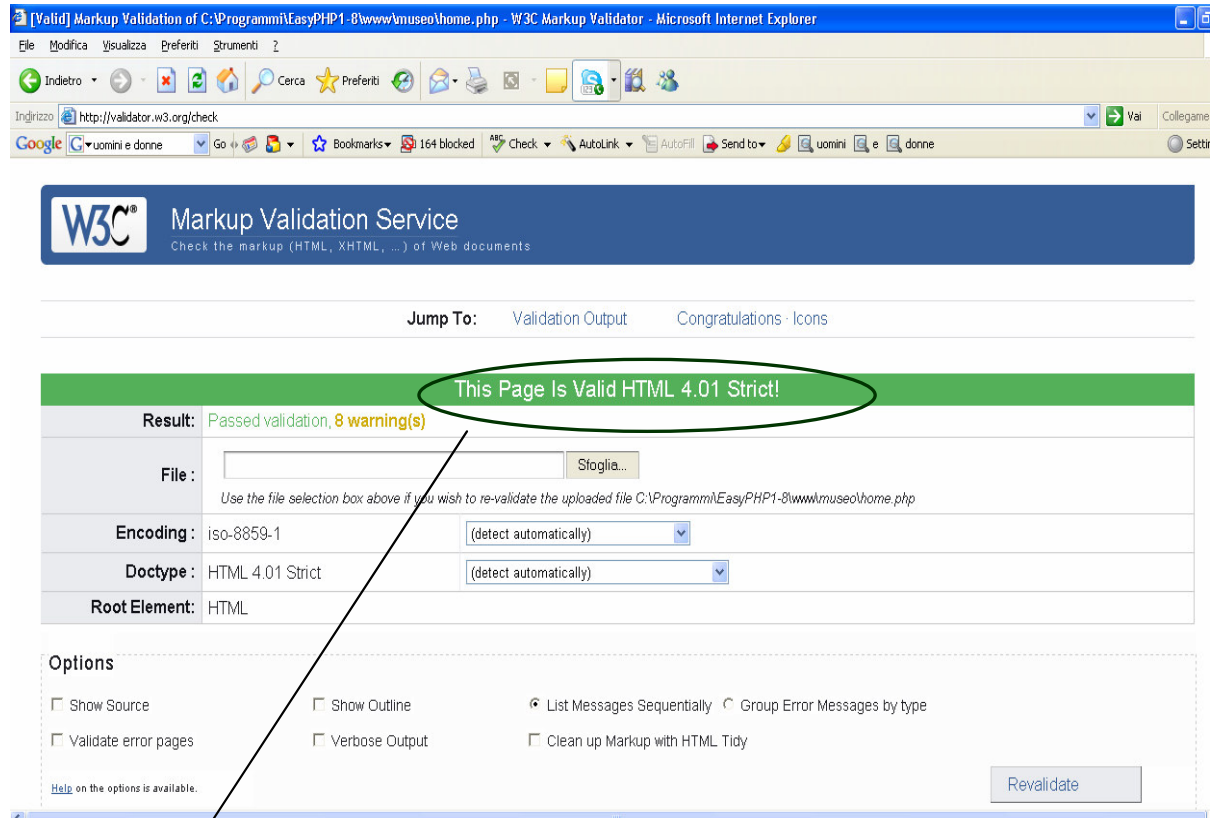 [Valid] Markup Validation of C:\Programmi\EasyPHP1-8\www\museo\home.php - W3C Markup Validator - Microsoft Internet Explorer
File Modifica Visualizza Preferiti Strumenti ?
Indietro Cerca Preferiti
Indirizzo http://validator.w3.org/check Vai Collegame
Google G uomini e donne Go Bookmarks 164 blocked ABC Check AutoLink AutoFill Send to uomini e donne Settin
W3C® Markup Validation Service
Check the markup (HTML, XHTML, ...) of Web documents
Jump To: Validation Output Congratulations · Icons
This Page Is Valid HTML 4.01 Strict!
Result: Passed validation, 8 warning(s)
File : Sfoglia...
Use the file selection box above if you wish to re-validate the uploaded file C:\Programmi\EasyPHP1-8\www\museo\home.php
Encoding : iso-8859-1 (detect automatically)
Doctype : HTML 4.01 Strict (detect automatically)
Root Element: HTML
Options
Show Source Show Outline List Messages Sequentially Group Error Messages by type
Validate error pages Verbose Output Clean up Markup with HTML Tidy
Help on the options is available. Revalidate